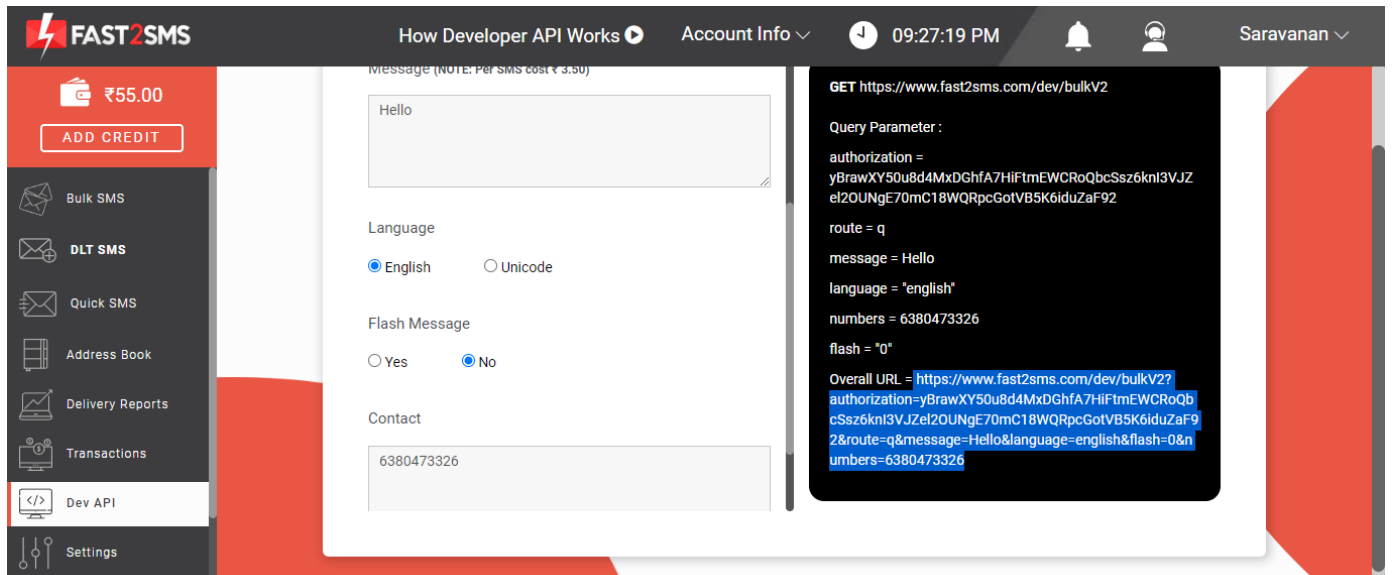 FAST2SMS
How Developer API Works
Account Info
09:27:19 PM
Saravanan
₹55.00
ADD CREDIT
Bulk SMS
DLT SMS
Quick SMS
Address Book
Delivery Reports
Transactions
Dev API
Settings
Message (NOTE: Per SMS cost ₹ 3.50)
Hello
Language
English
Unicode
Flash Message
Yes
No
Contact
6380473326
GET https://www.fast2sms.com/dev/bulkV2
Query Parameter :
authorization =
yBrawXY50u8d4MxDGhfA7HiFtmEWCRoQbcSsz6knI3VJZ
el2OUNgE70mC18WQRpcGotVB5K6iduZaF92
route = q
message = Hello
language = "english"
numbers = 6380473326
flash = "0"
Overall URL = https://www.fast2sms.com/dev/bulkV2?
authorization=yBrawXY50u8d4MxDGhfA7HiFtmEWCRoQb
cSsz6knI3VJZel2OUNgE70mC18WQRpcGotVB5K6iduZaF9
2&route=q&message=Hello&language=english&flash=0&n
umbers=6380473326